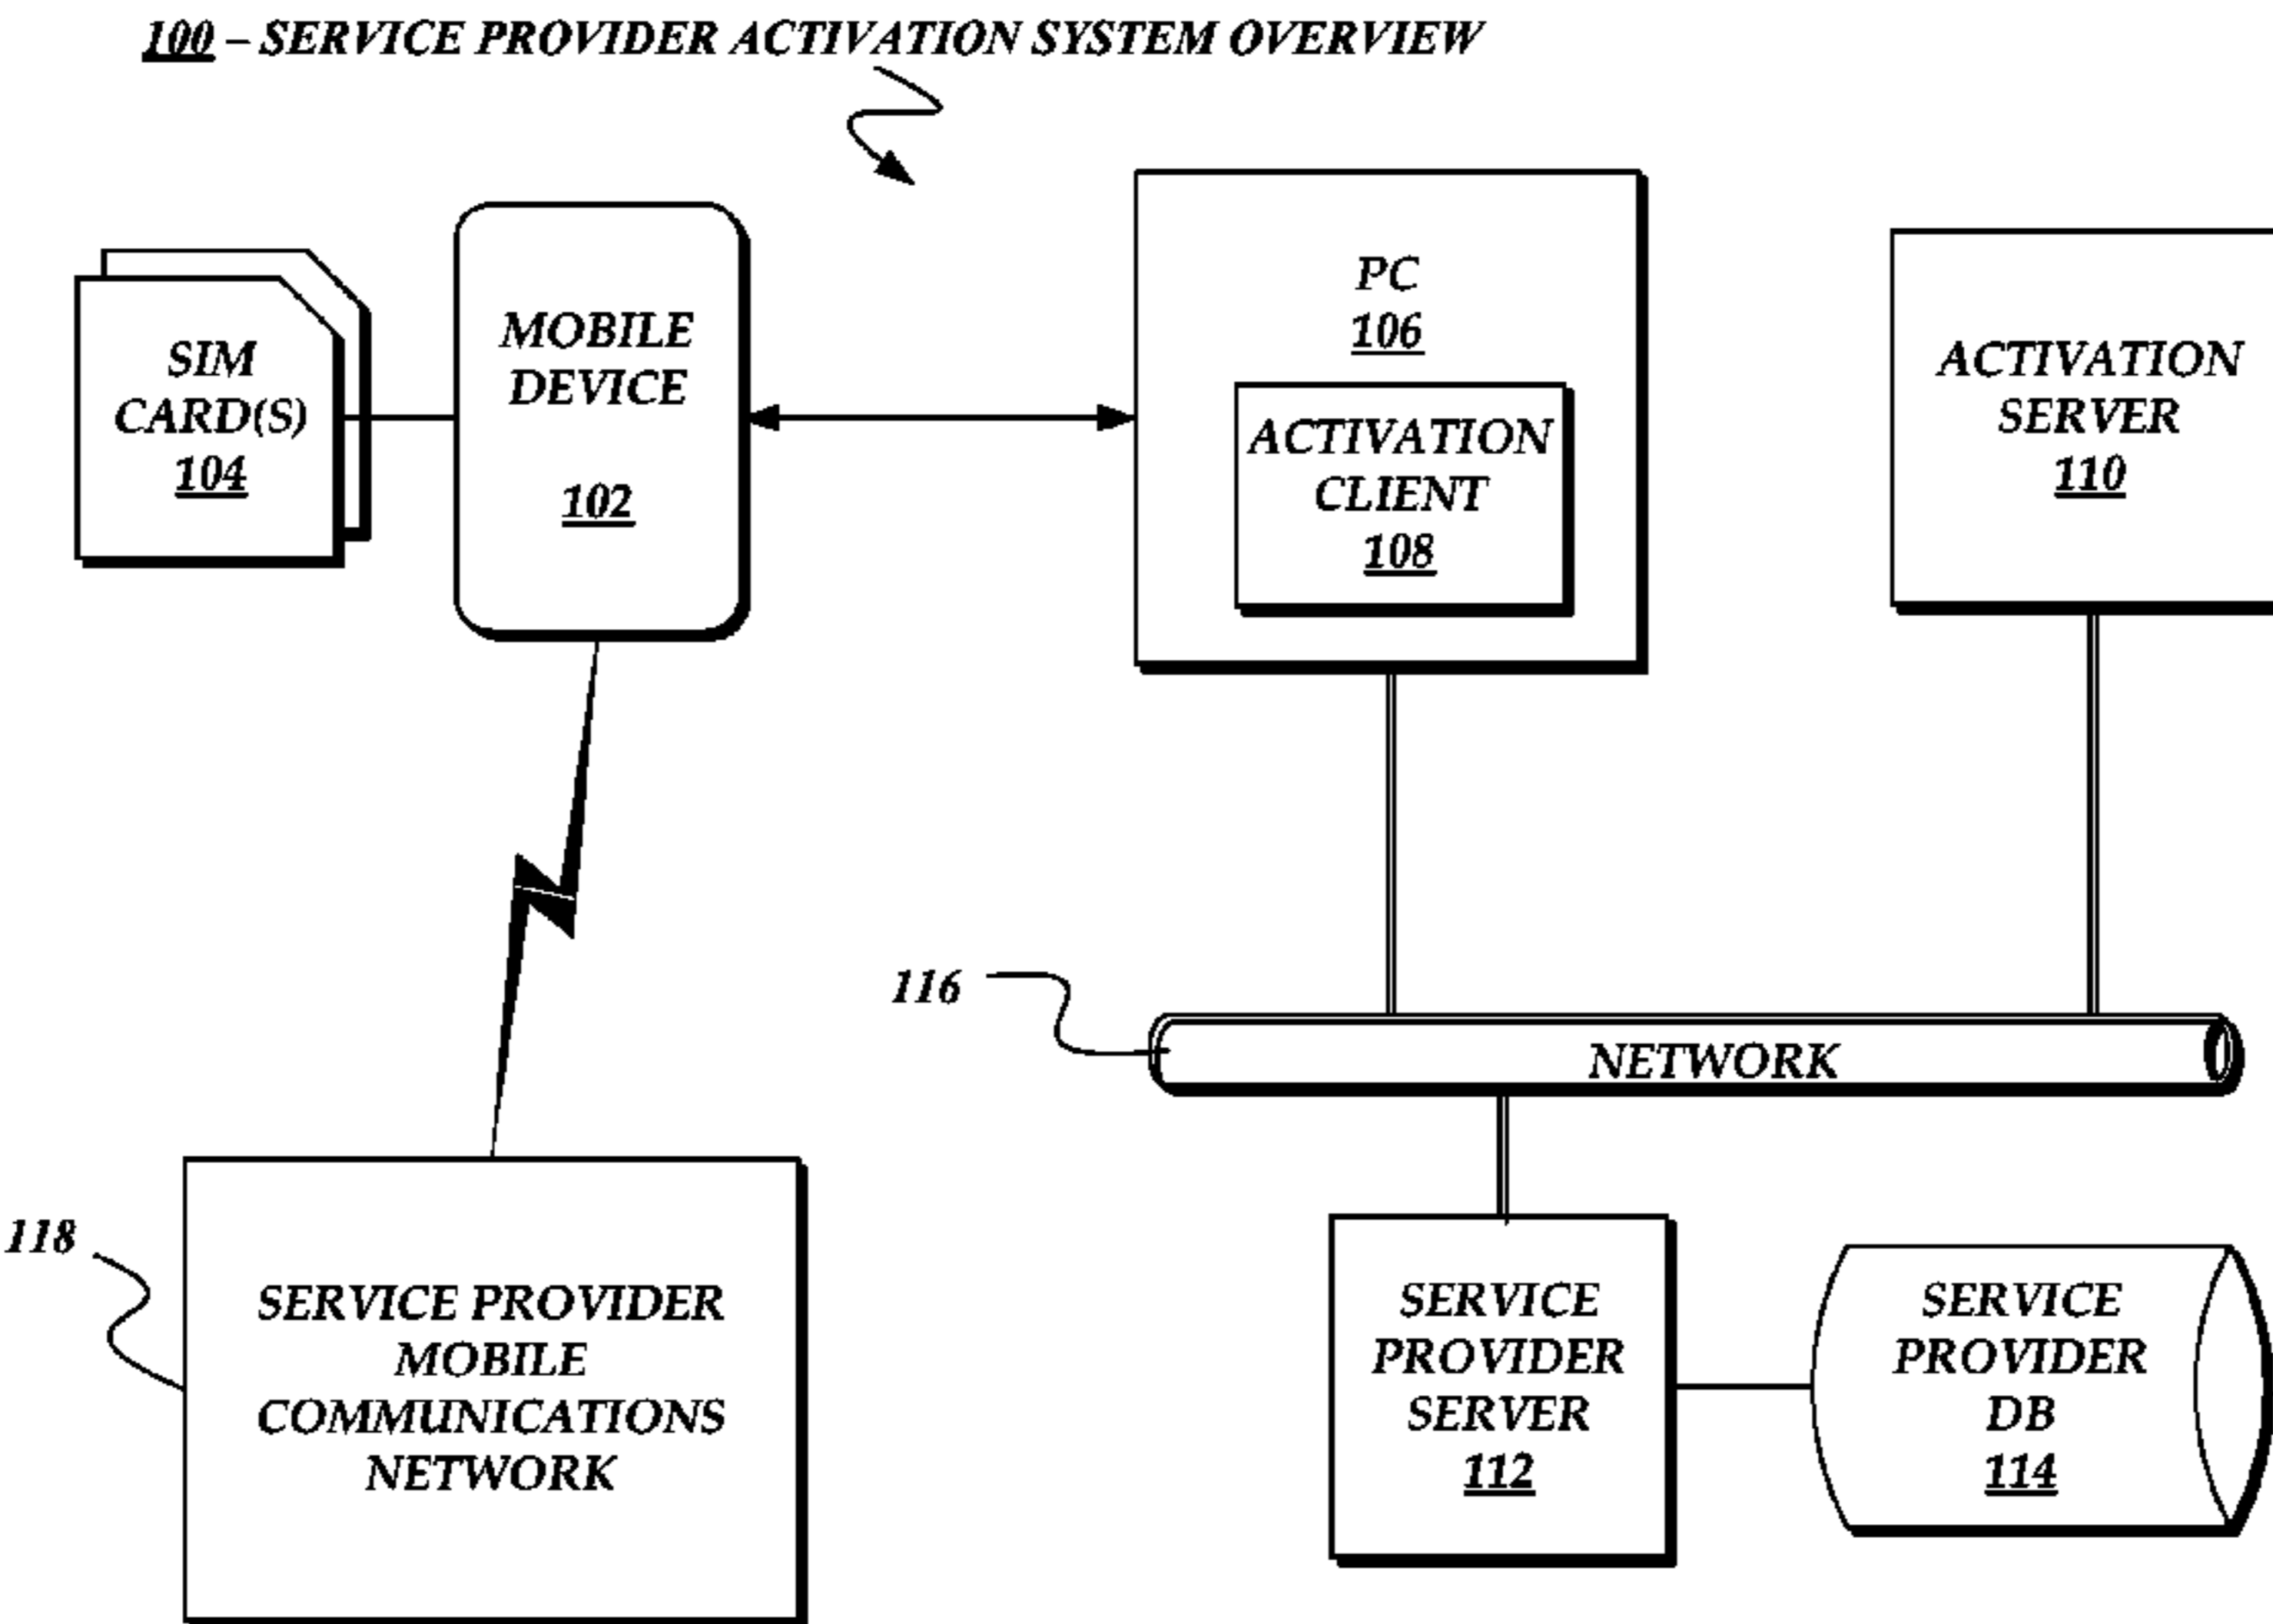 100 – SERVICE PROVIDER ACTIVATION SYSTEM OVERVIEW
SIM
CARD(S)
104
MOBILE
DEVICE
102
PC
106
ACTIVATION
CLIENT
108
ACTIVATION
SERVER
110
116
NETWORK
118
SERVICE PROVIDER
MOBILE
COMMUNICATIONS
NETWORK
SERVICE
PROVIDER
SERVER
112
SERVICE
PROVIDER
DB
114